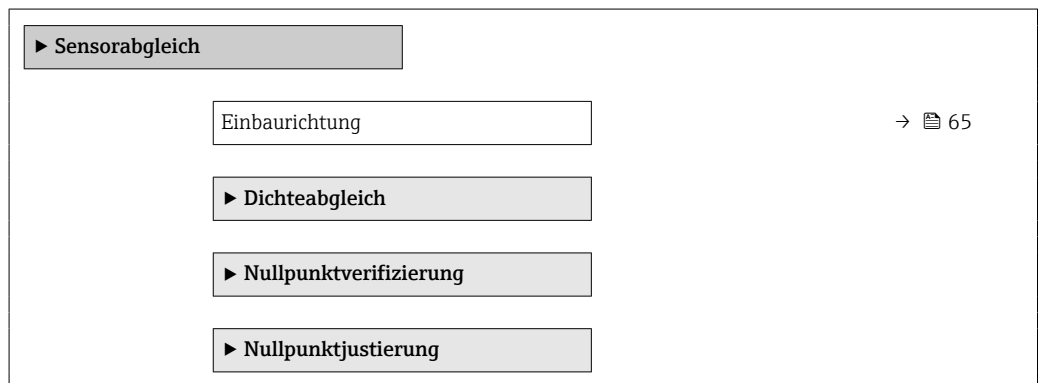 ▶ Sensorabgleich
Einbaurichtung → 🖺 65
▶ Dichteabgleich
▶ Nullpunktverifizierung
▶ Nullpunktjustierung